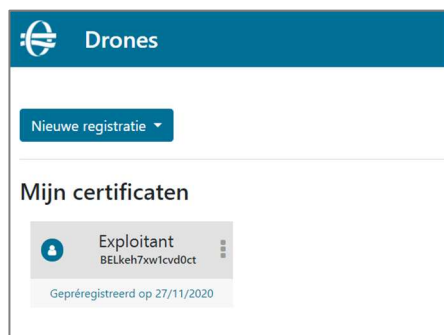 Drones
Nieuwe registratie
Mijn certificaten
Exploitant
BELkeh7xw1cvd0ct
Gepréregistreerd op 27/11/2020